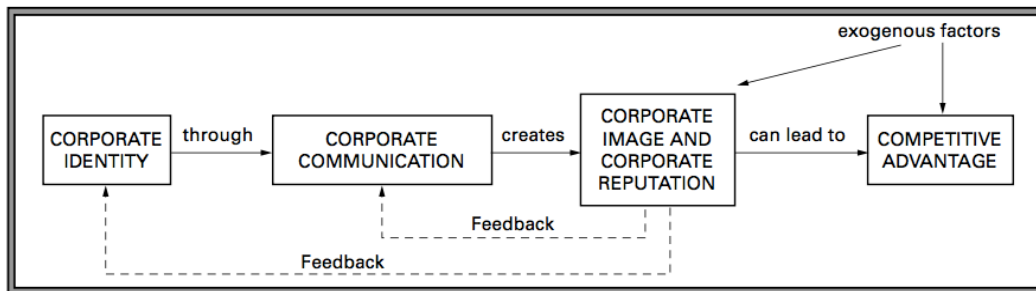 exogenous factors
CORPORATE
IDENTITY
through
CORPORATE
COMMUNICATION
creates
CORPORATE
IMAGE AND
CORPORATE
REPUTATION
can lead to
COMPETITIVE
ADVANTAGE
Feedback
Feedback